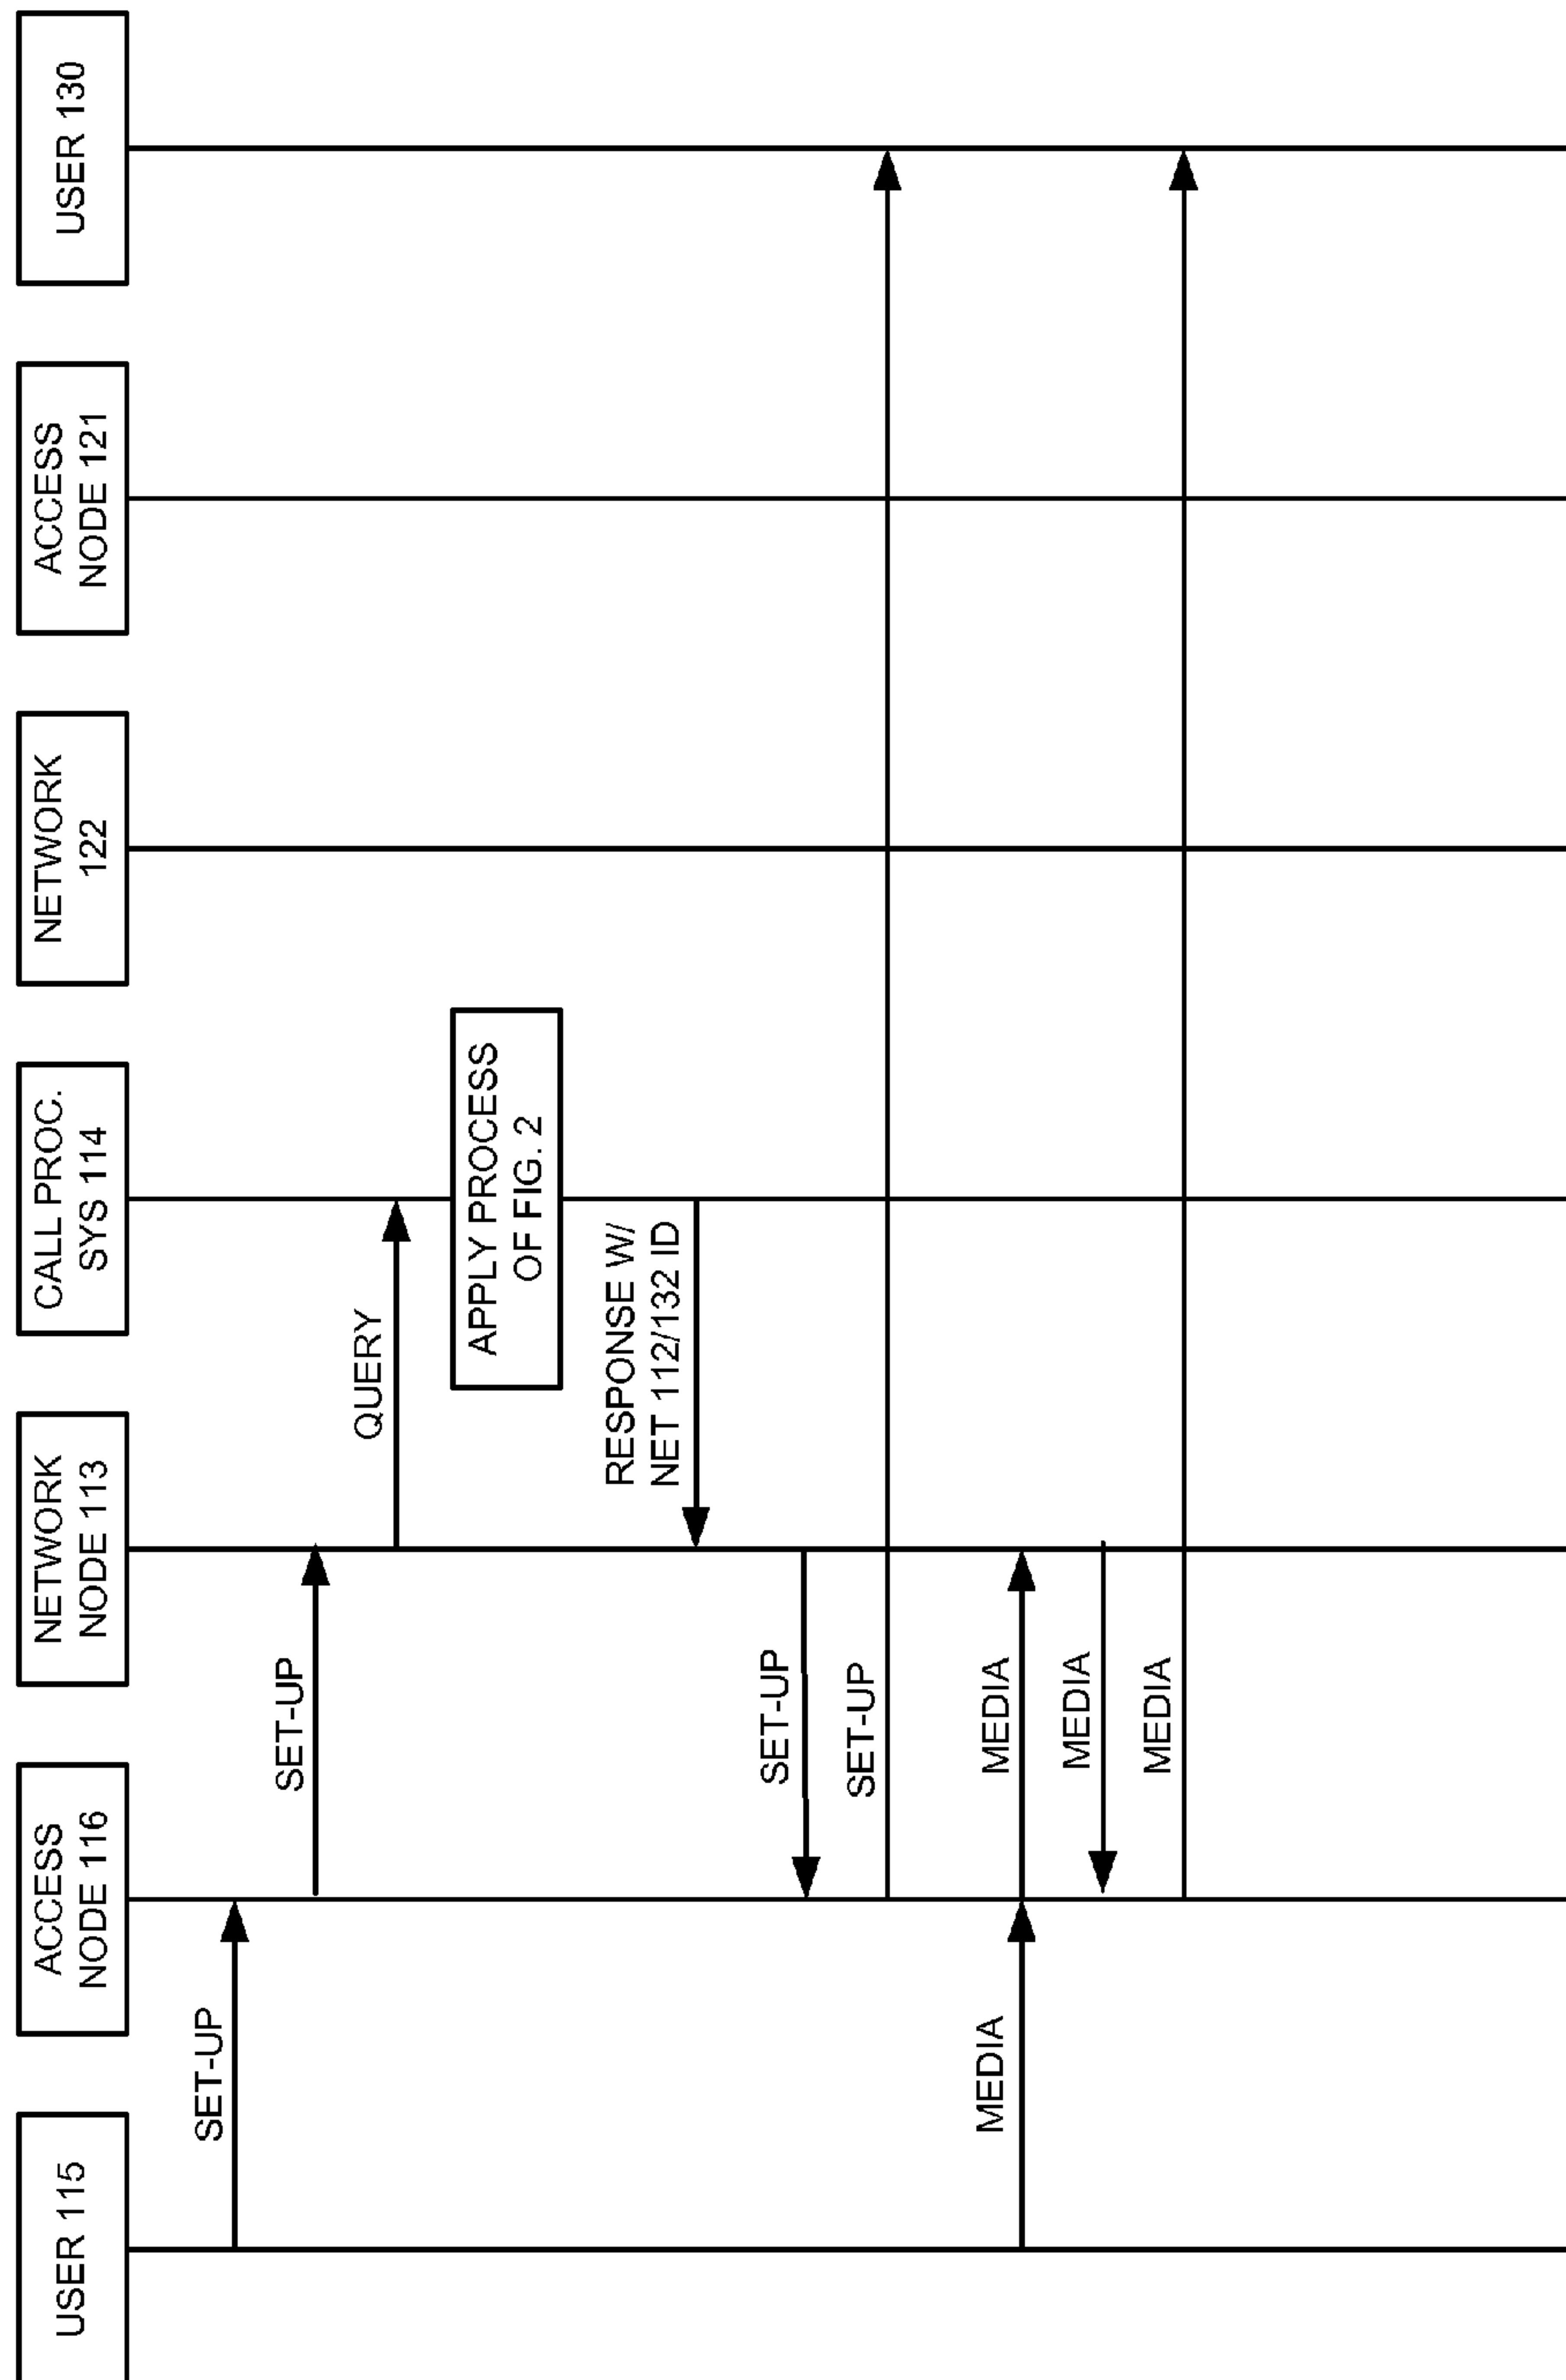 USER 115
ACCESS
NODE 116
NETWORK
NODE 113
CALL PROC.
SYS 114
NETWORK
122
ACCESS
NODE 121
USER 130
SET-UP
SET-UP
QUERY
APPLY PROCESS
OF FIG. 2
RESPONSE W/
NET 112/132 ID
SET-UP
SET-UP
MEDIA
MEDIA
MEDIA
MEDIA